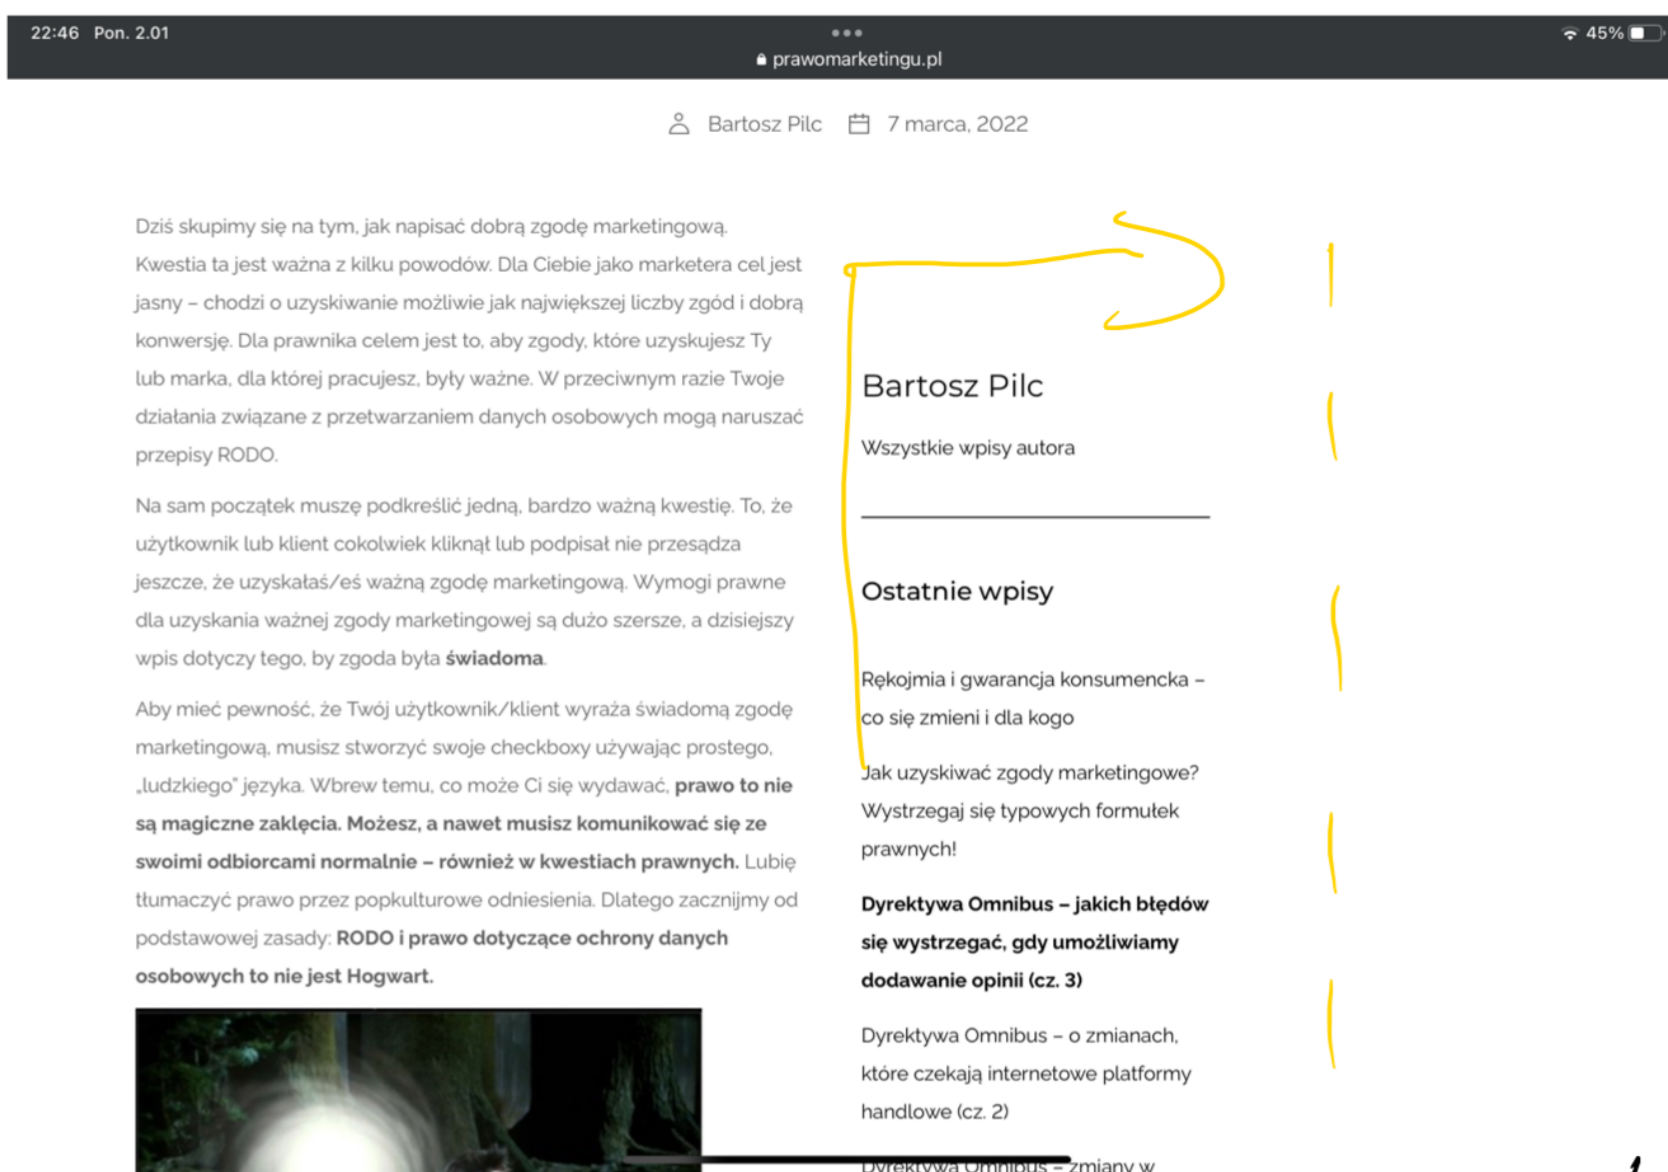 22:46 Pon. 2.01
45%
prawomarketingu.pl
Bartosz Pilc 7 marca, 2022
Dziś skupimy się na tym, jak napisać dobrą zgodę marketingową.
Kwestia ta jest ważna z kilku powodów. Dla Ciebie jako marketera cel jest
jasny – chodzi o uzyskiwanie możliwie jak największej liczby zgód i dobrą
konwersję. Dla prawnika celem jest to, aby zgody, które uzyskujesz Ty
lub marka, dla której pracujesz, były ważne. W przeciwnym razie Twoje
działania związane z przetwarzaniem danych osobowych mogą naruszać
przepisy RODO.
Na sam początek muszę podkreślić jedną, bardzo ważną kwestię. To, że
użytkownik lub klient cokolwiek kliknął lub podpisał nie przesądza
jeszcze, że uzyskałaś/eś ważną zgodę marketingową. Wymogi prawne
dla uzyskania ważnej zgody marketingowej są dużo szersze, a dzisiejszy
wpis dotyczy tego, by zgoda była świadoma.
Aby mieć pewność, że Twój użytkownik/klient wyraża świadomą zgodę
marketingową, musisz stworzyć swoje checkboxy używając prostego,
„ludzkiego" języka. Wbrew temu, co może Ci się wydawać, prawo to nie
są magiczne zaklęcia. Możesz, a nawet musisz komunikować się ze
swoimi odbiorcami normalnie – również w kwestiach prawnych. Lubię
tłumaczyć prawo przez popkulturowe odniesienia. Dlatego zacznijmy od
podstawowej zasady: RODO i prawo dotyczące ochrony danych
osobowych to nie jest Hogwart.
Bartosz Pilc
Wszystkie wpisy autora
Ostatnie wpisy
Rękojmia i gwarancja konsumencka –
co się zmieni i dla kogo
Jak uzyskiwać zgody marketingowe?
Wystrzegaj się typowych formułek
prawnych!
Dyrektywa Omnibus – jakich błędów
się wystrzegać, gdy umożliwiamy
dodawanie opinii (cz. 3)
Dyrektywa Omnibus – o zmianach,
które czekają internetowe platformy
handlowe (cz. 2)
Dyrektywa Omnibus – zmiany w